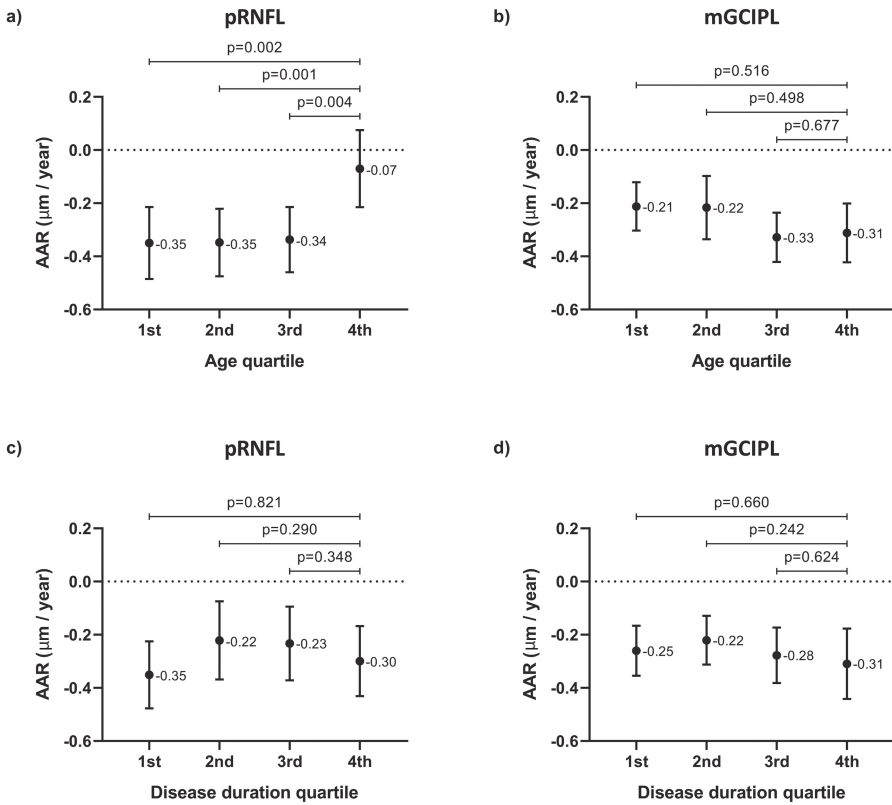 a)
pRNFL
p=0.002
p=0.001
p=0.004
0.2
0.0
-0.2
-0.4
-0.6
AAR (μm / year)
-0.35
-0.35
-0.34
-0.07
1st 2nd 3rd 4th
Age quartile
b)
mGCIPL
p=0.516
p=0.498
p=0.677
0.2
0.0
-0.2
-0.4
-0.6
AAR (μm / year)
-0.21
-0.22
-0.33
-0.31
1st 2nd 3rd 4th
Age quartile
c)
pRNFL
p=0.821
p=0.290
p=0.348
0.2
0.0
-0.2
-0.4
-0.6
AAR (μm / year)
-0.35
-0.22
-0.23
-0.30
1st 2nd 3rd 4th
Disease duration quartile
d)
mGCIPL
p=0.660
p=0.242
p=0.624
0.2
0.0
-0.2
-0.4
-0.6
AAR (μm / year)
-0.25
-0.22
-0.28
-0.31
1st 2nd 3rd 4th
Disease duration quartile